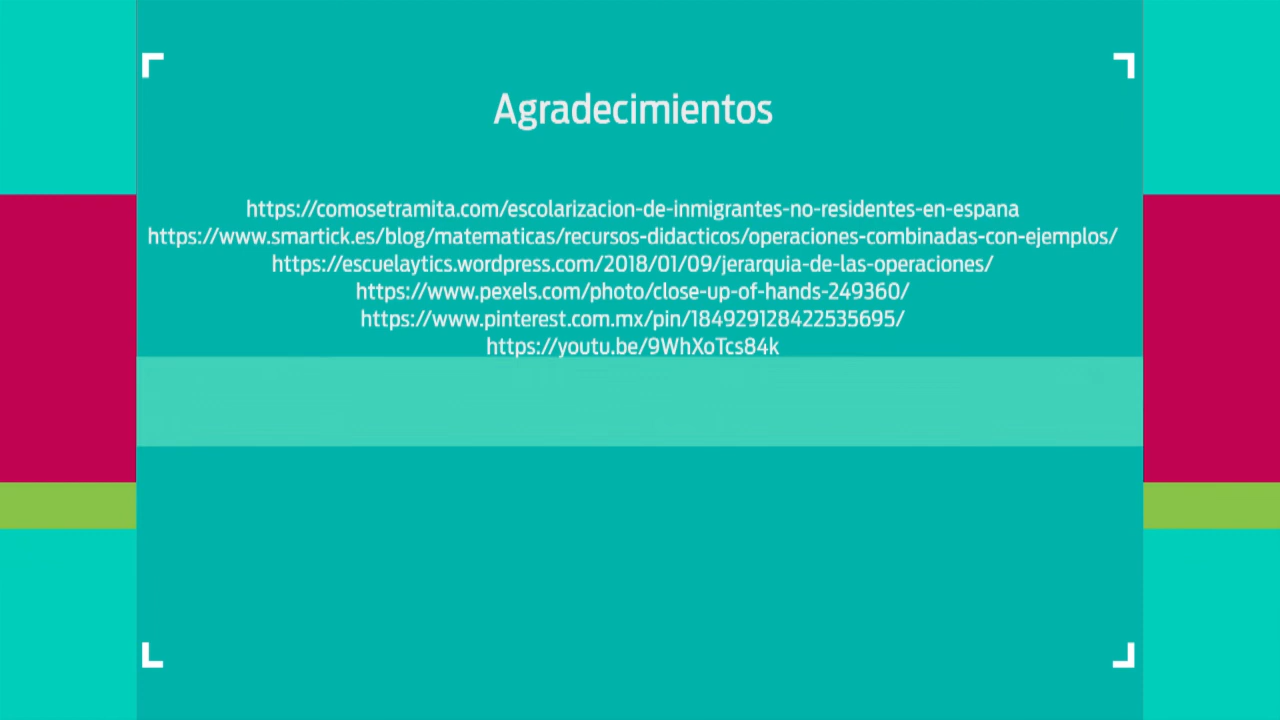 Agradecimientos
https://comosetramita.com/escolarizacion-de-inmigrantes-no-residentes-en-espana
https://www.smartick.es/blog/matematicas/recursos-didacticos/operaciones-combinadas-con-ejemplos/
https://escuelaytics.wordpress.com/2018/01/09/jerarquia-de-las-operaciones/
https://www.pexels.com/photo/close-up-of-hands-249360/
https://www.pinterest.com.mx/pin/184929128422535695/
https://youtu.be/9WhXoTcs84k